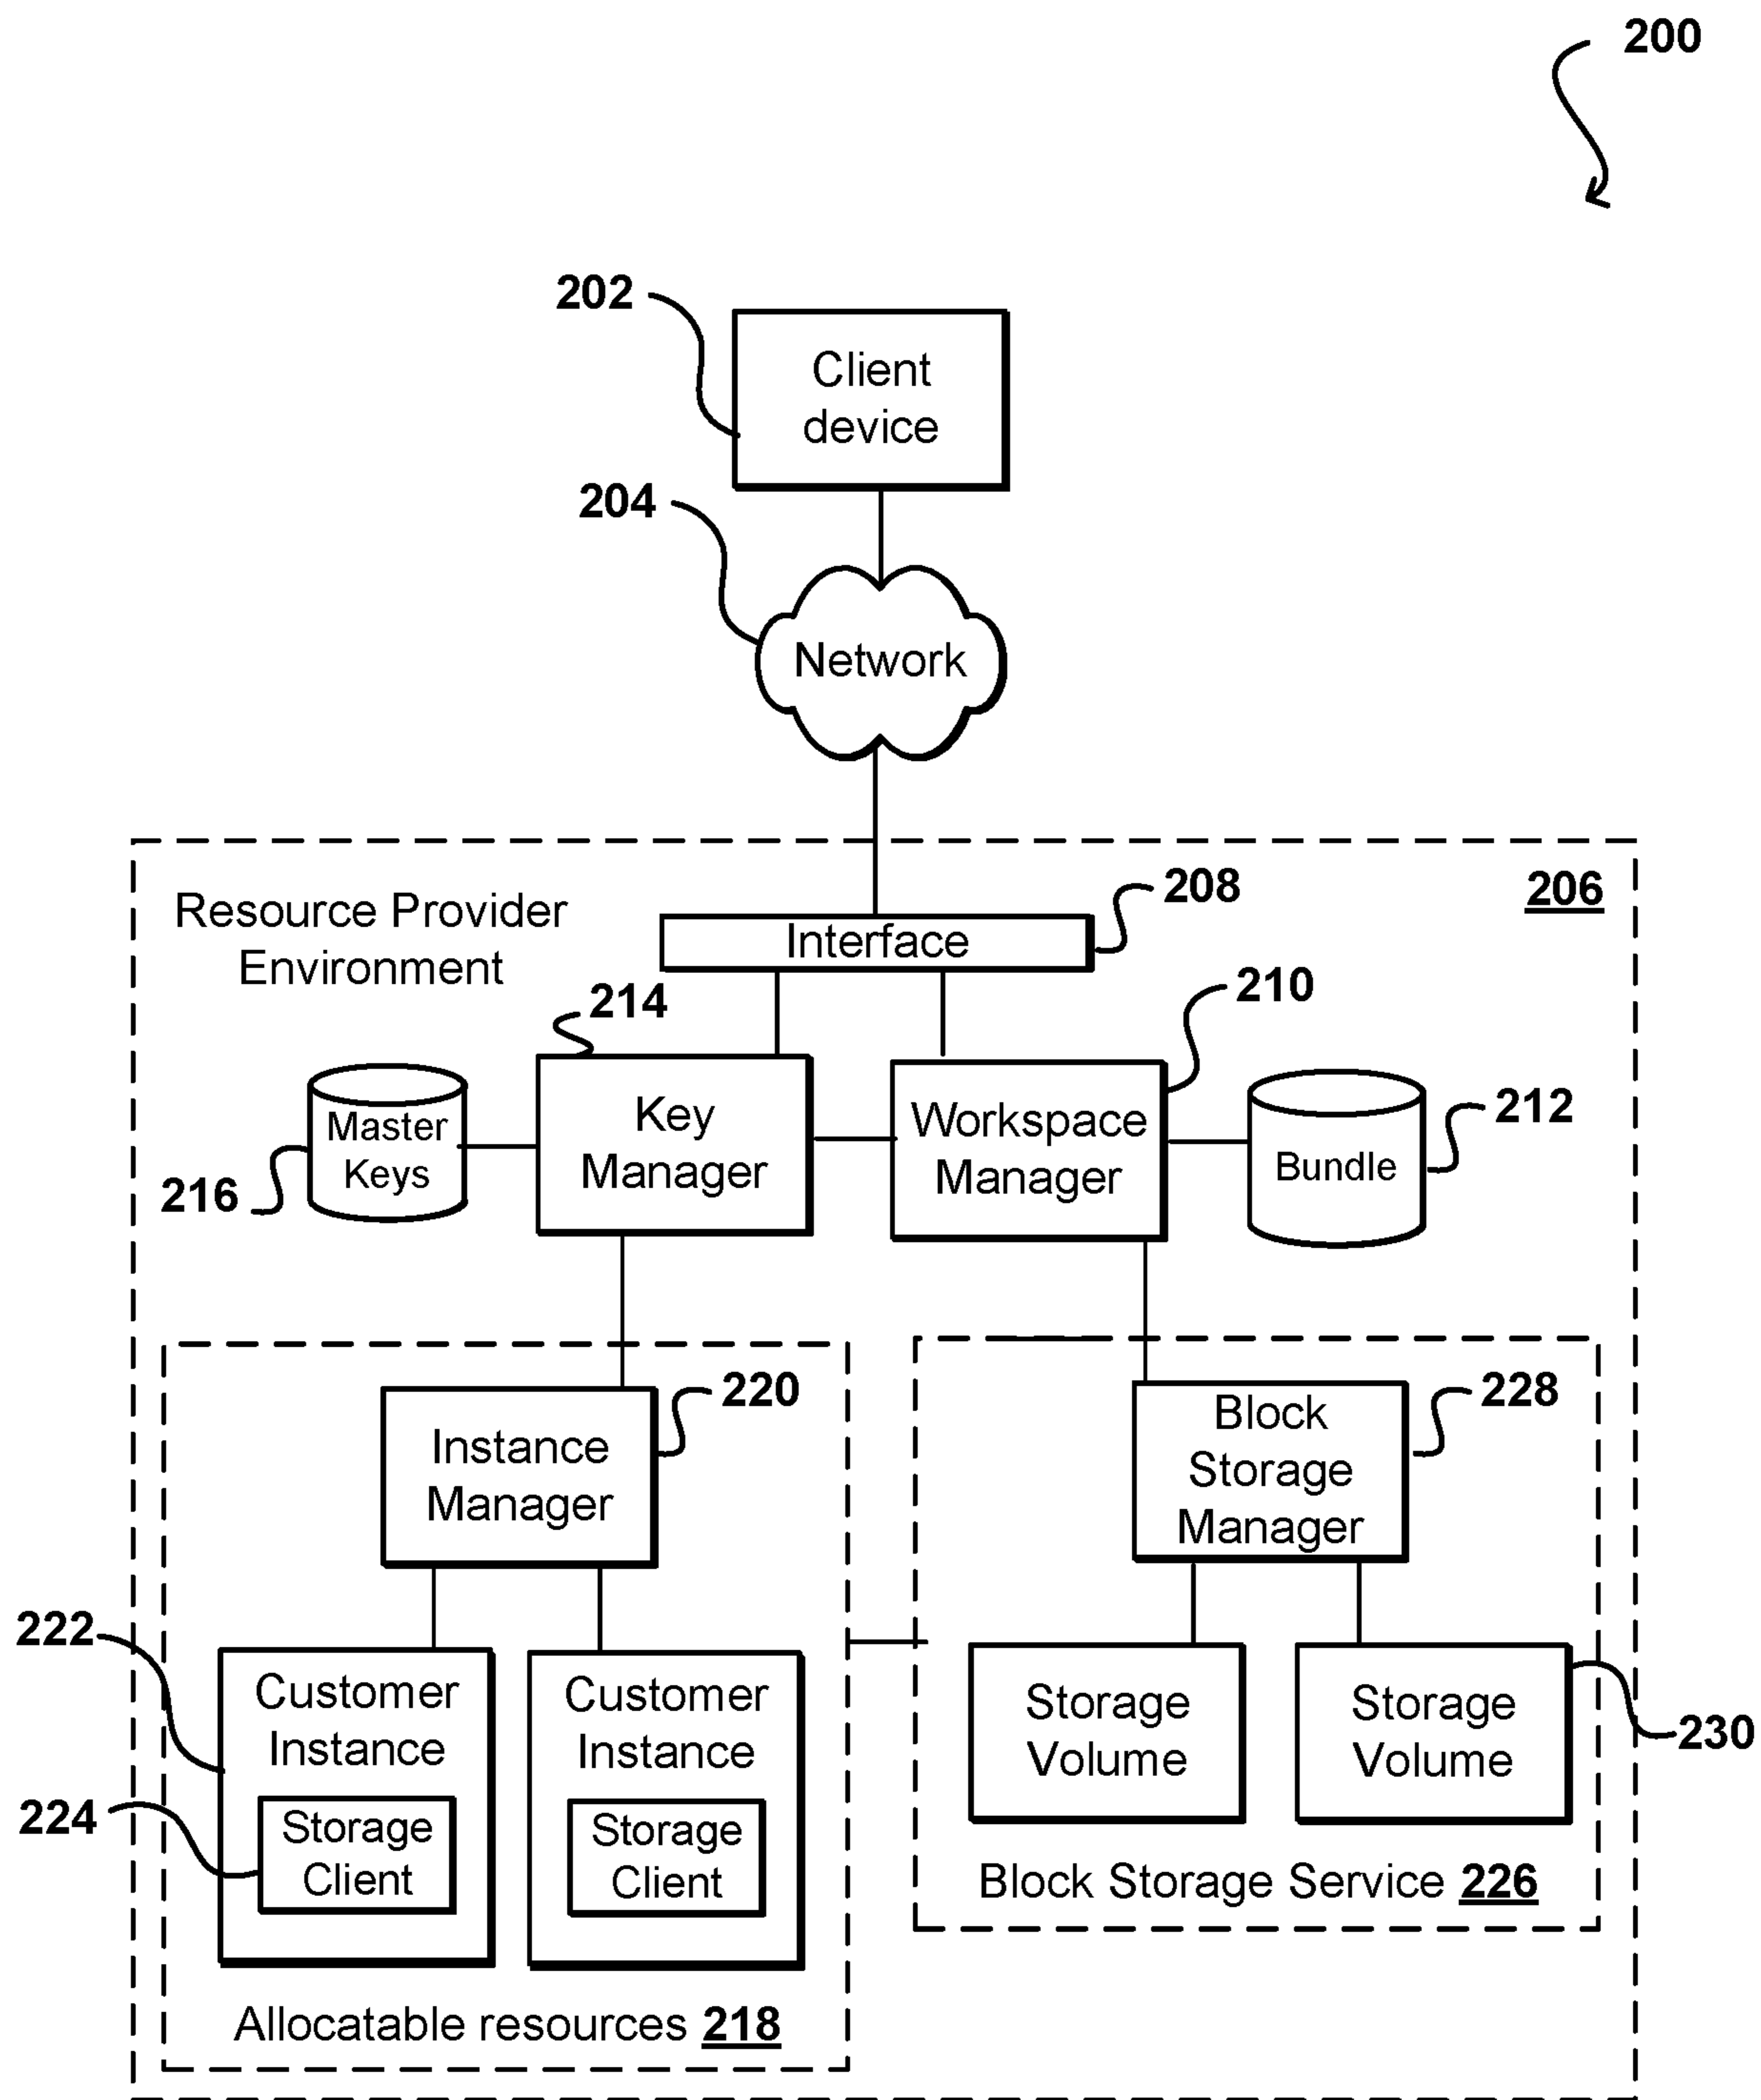 200
202
Client
device
204
Network
206
Resource Provider
Environment
208
Interface
214
210
Master
Keys
216
Key
Manager
Workspace
Manager
Bundle
212
220
Instance
Manager
228
Block
Storage
Manager
222
Customer
Instance
Customer
Instance
224
Storage
Client
Storage
Client
Storage
Volume
Storage
Volume
230
Block Storage Service 226
Allocatable resources 218